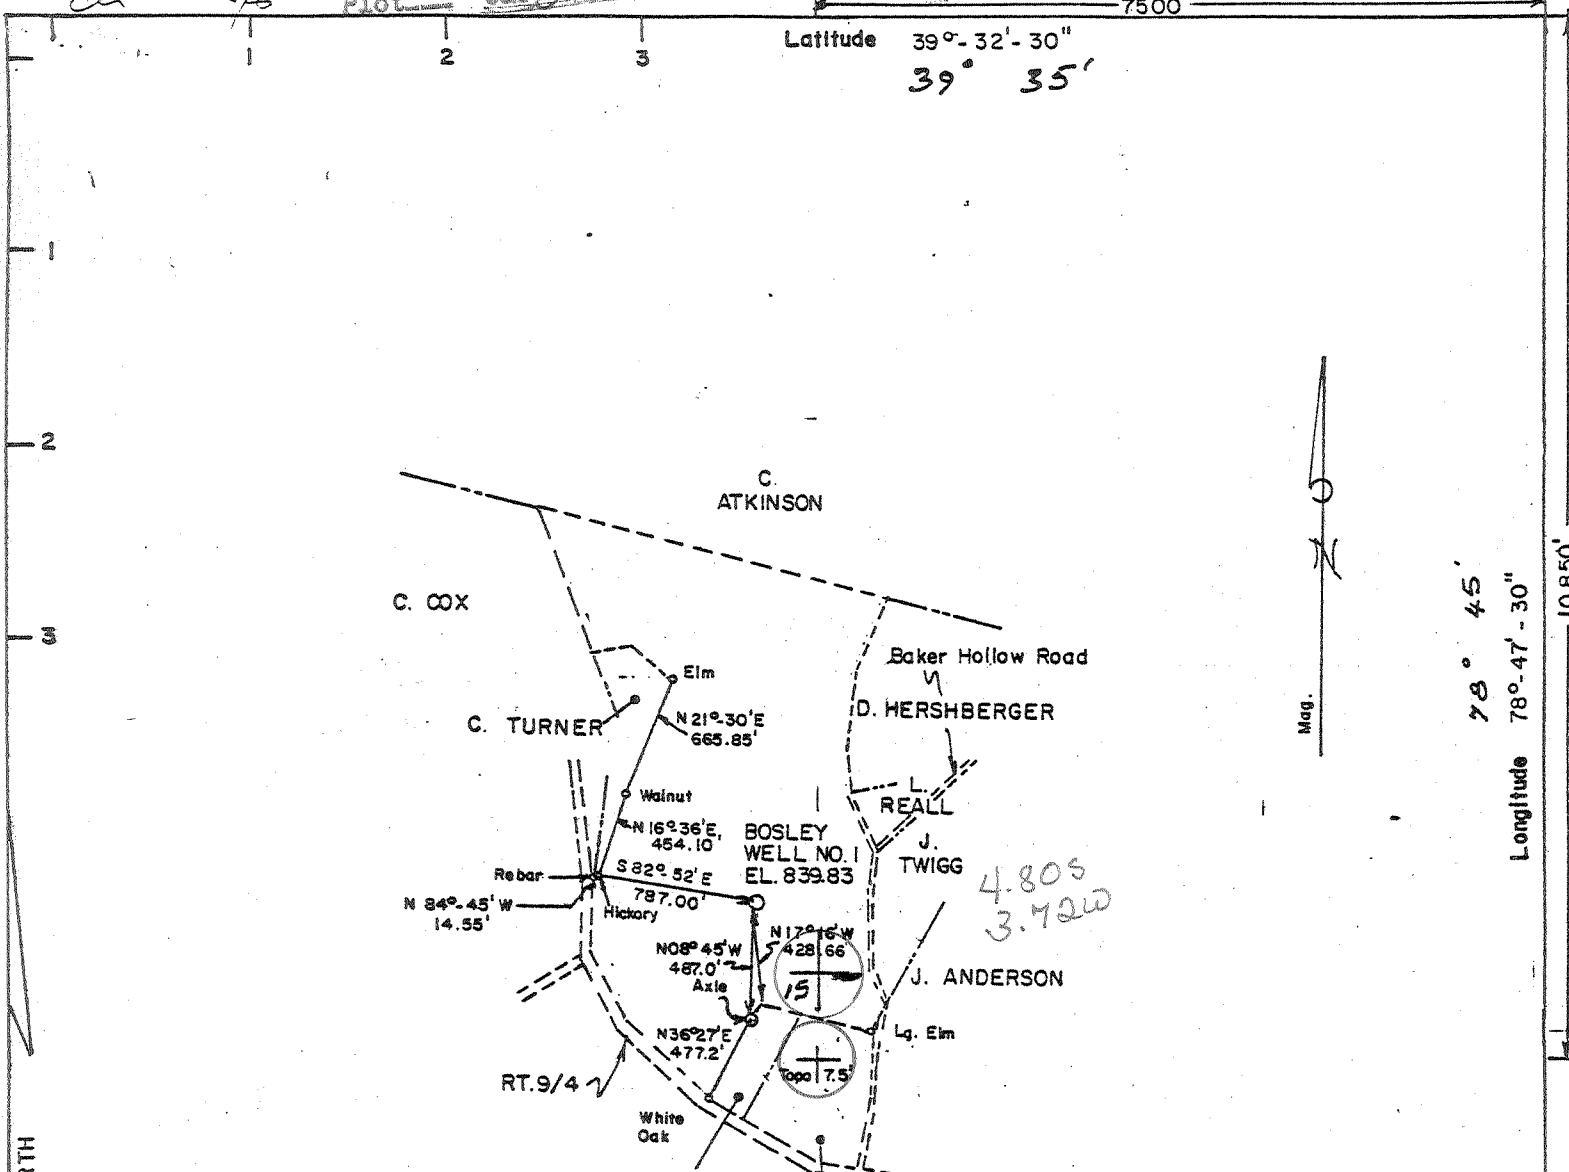 Plot
7500
Latitude 39°-32'-30"
39° 35'
1 2 3
1
2
3
C.
ATKINSON
C. COX
Elm
Baker Hollow Road
D. HERSHBERGER
C. TURNER
N 21°-30'E
665.85'
Mag.
N
78° 45'
Longitude 78°-47'-30"
10,850'
L.
REALL
Walnut
N 16°-36'E
454.10'
BOSLEY
WELL NO. 1
EL. 839.83
J.
TWIGG
4.80S
3.72W
Rebar
S 82°-52'E
787.00'
N 84°-45'W
14.55'
Hickory
N08°45'W
487.0'
N17°16'W
428.66
Axle
15
J. ANDERSON
Lg. Elm
N36°27'E
477.2'
Topo 7.5'
RT. 9/4
White
Oak
RTH